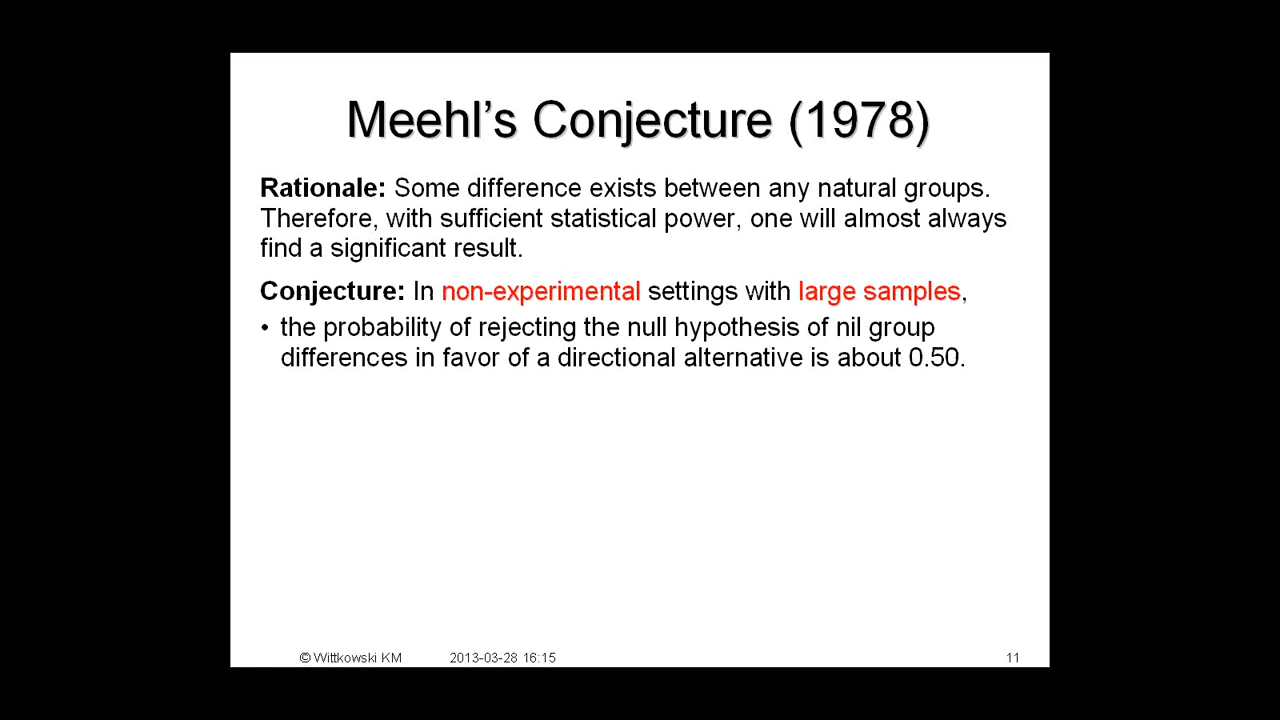 Meehl’s Conjecture (1978)
Rationale: Some difference exists between any natural groups.
Therefore, with sufficient statistical power, one will almost always
find a significant result.
Conjecture: In non-experimental settings with large samples,
• the probability of rejecting the null hypothesis of nil group
differences in favor of a directional alternative is about 0.50.
© Wittkowski KM 2013-03-28 16:15 11